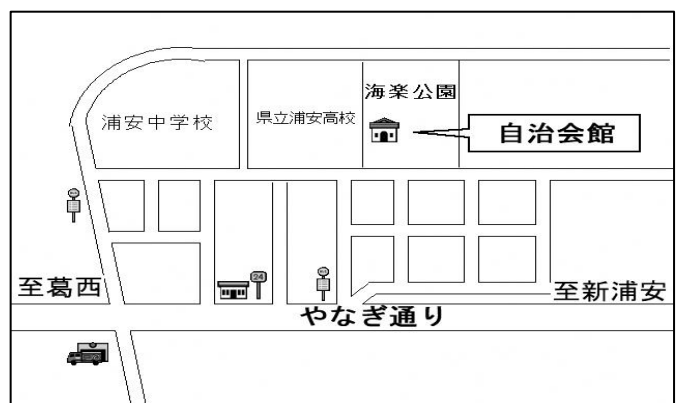 海楽公園
浦安中学校
県立浦安高校
自治会館
24
至葛西
至新浦安
やなぎ通り